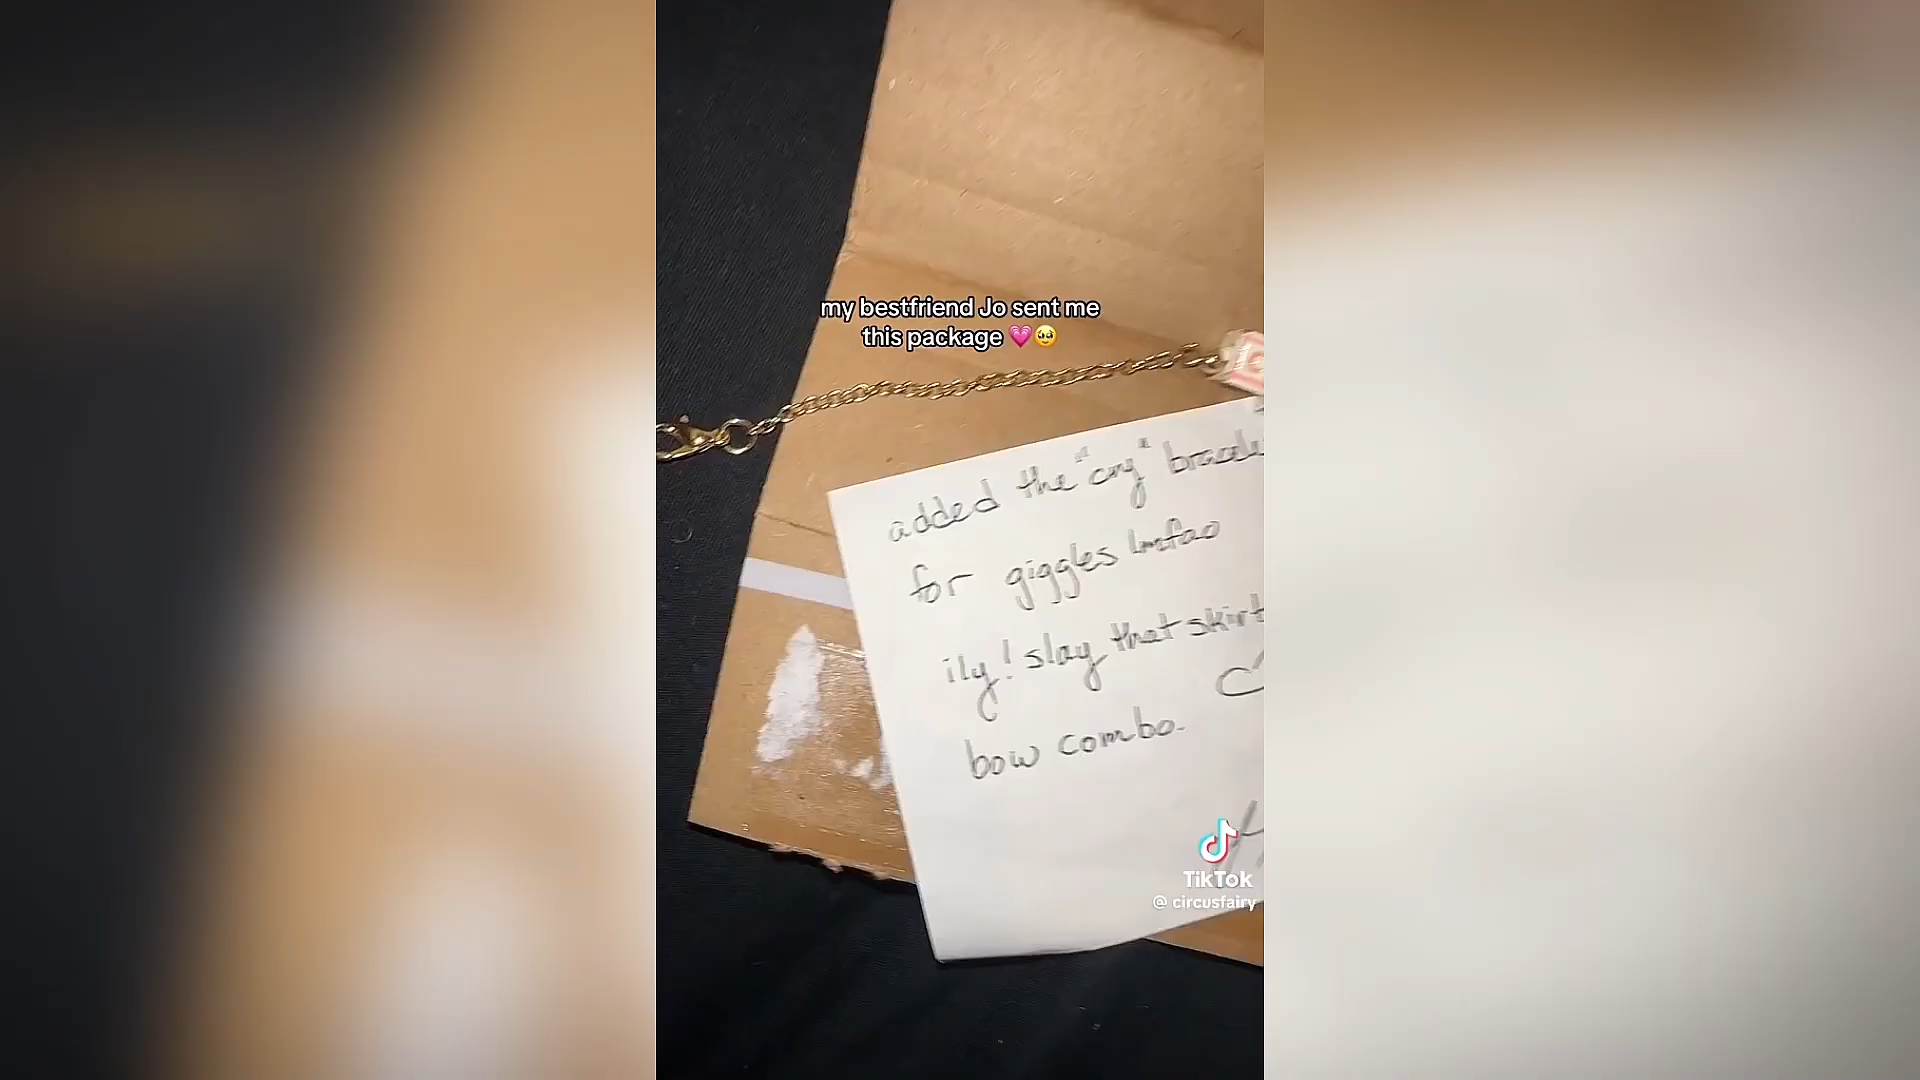 my bestfriend Jo sent me
this package 💗🥹
added the "cry"
for giggles lmfao
ily! slay that skirt
bow combo.
TikTok
@ circusfairy